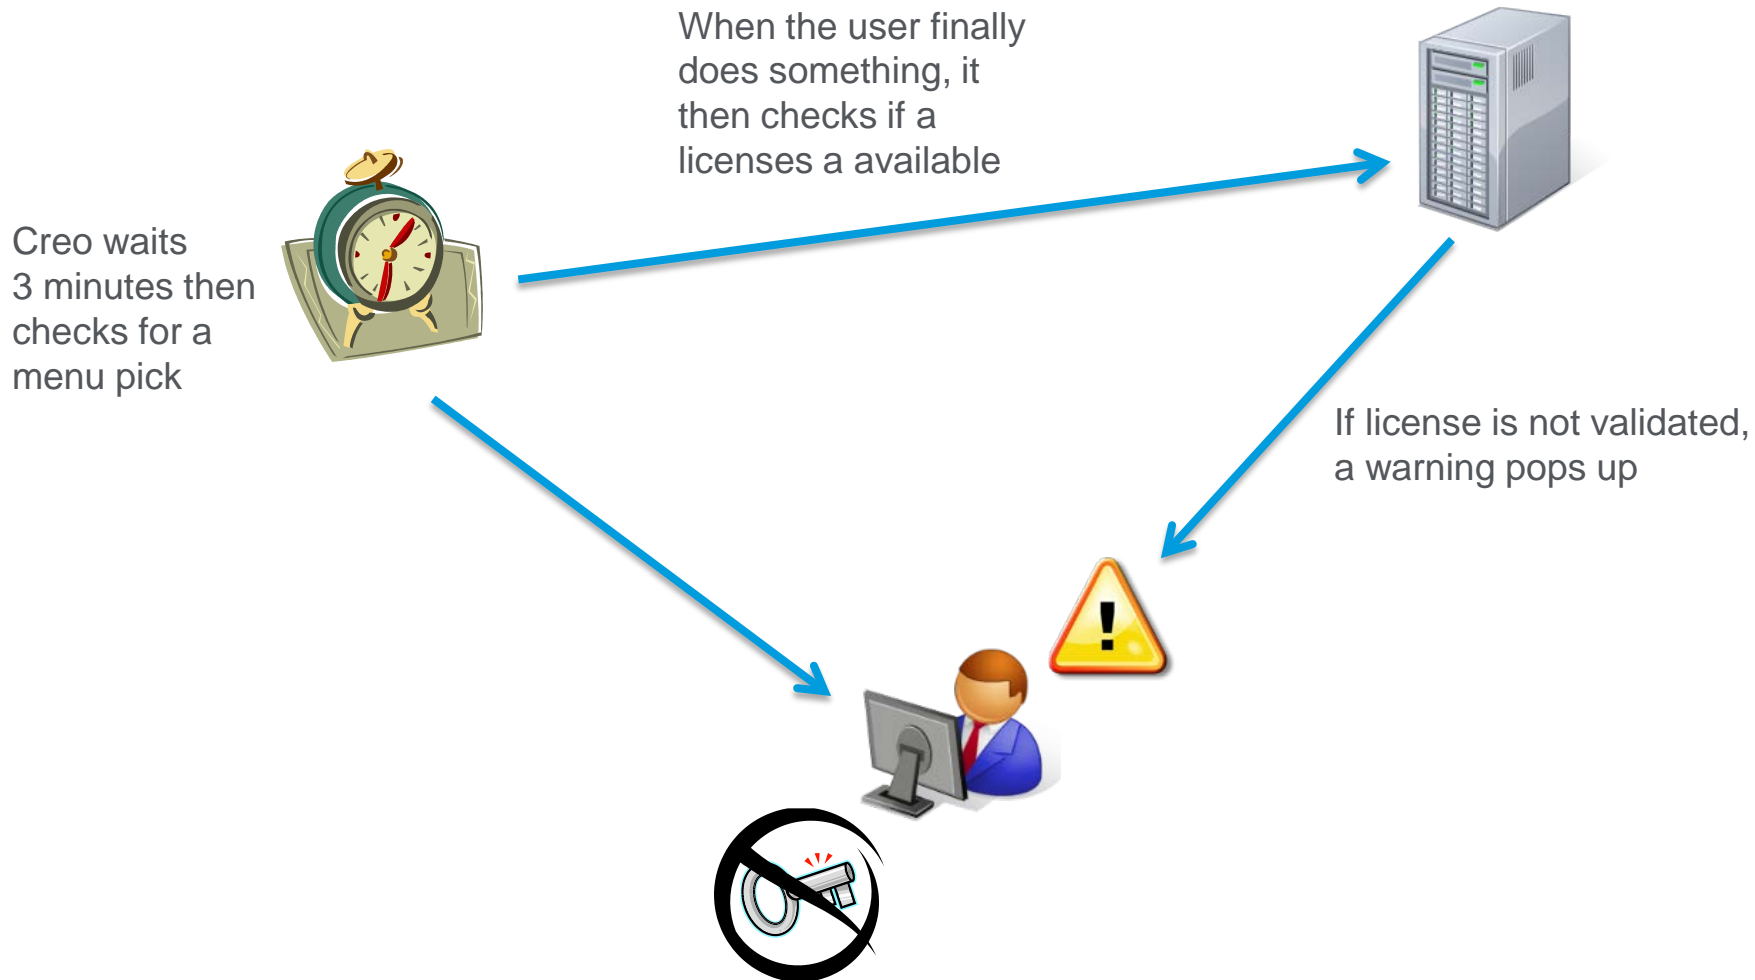 When the user finally
does something, it
then checks if a
licenses a available
Creo waits
3 minutes then
checks for a
menu pick
If license is not validated,
a warning pops up
!